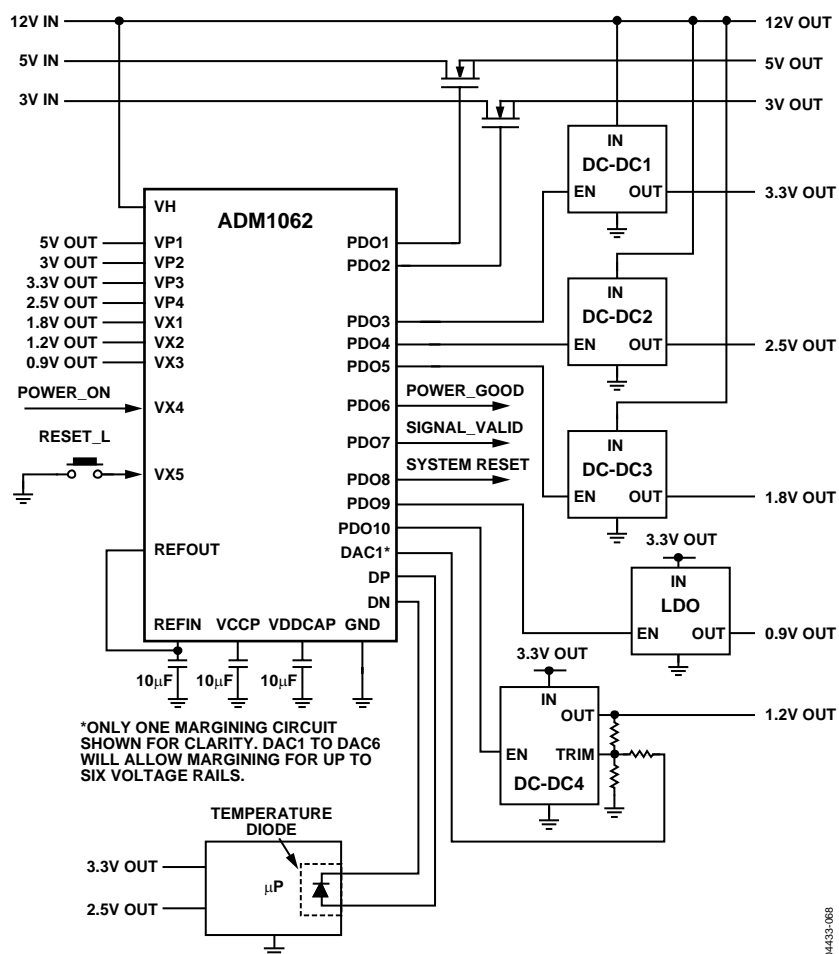 12V IN
12V OUT
5V IN
5V OUT
3V IN
3V OUT
IN
DC-DC1
EN OUT
3.3V OUT
VH
ADM1062
5V OUT
VP1
PDO1
3V OUT
VP2
PDO2
3.3V OUT
VP3
2.5V OUT
VP4
1.8V OUT
VX1
PDO3
1.2V OUT
VX2
PDO4
0.9V OUT
VX3
PDO5
IN
DC-DC2
EN OUT
2.5V OUT
POWER_ON
VX4
PDO6
POWER_GOOD
PDO7
SIGNAL_VALID
RESET_L
VX5
PDO8
SYSTEM RESET
IN
DC-DC3
EN OUT
1.8V OUT
PDO9
PDO10
REFOUT
DAC1*
DP
DN
3.3V OUT
IN
LDO
EN OUT
0.9V OUT
REFIN VCCP VDDCAP GND
10μF 10μF 10μF
3.3V OUT
IN
OUT
1.2V OUT
EN TRIM
DC-DC4
*ONLY ONE MARGINING CIRCUIT
SHOWN FOR CLARITY. DAC1 TO DAC6
WILL ALLOW MARGINING FOR UP TO
SIX VOLTAGE RAILS.
TEMPERATURE
DIODE
3.3V OUT
μP
2.5V OUT
04433-068